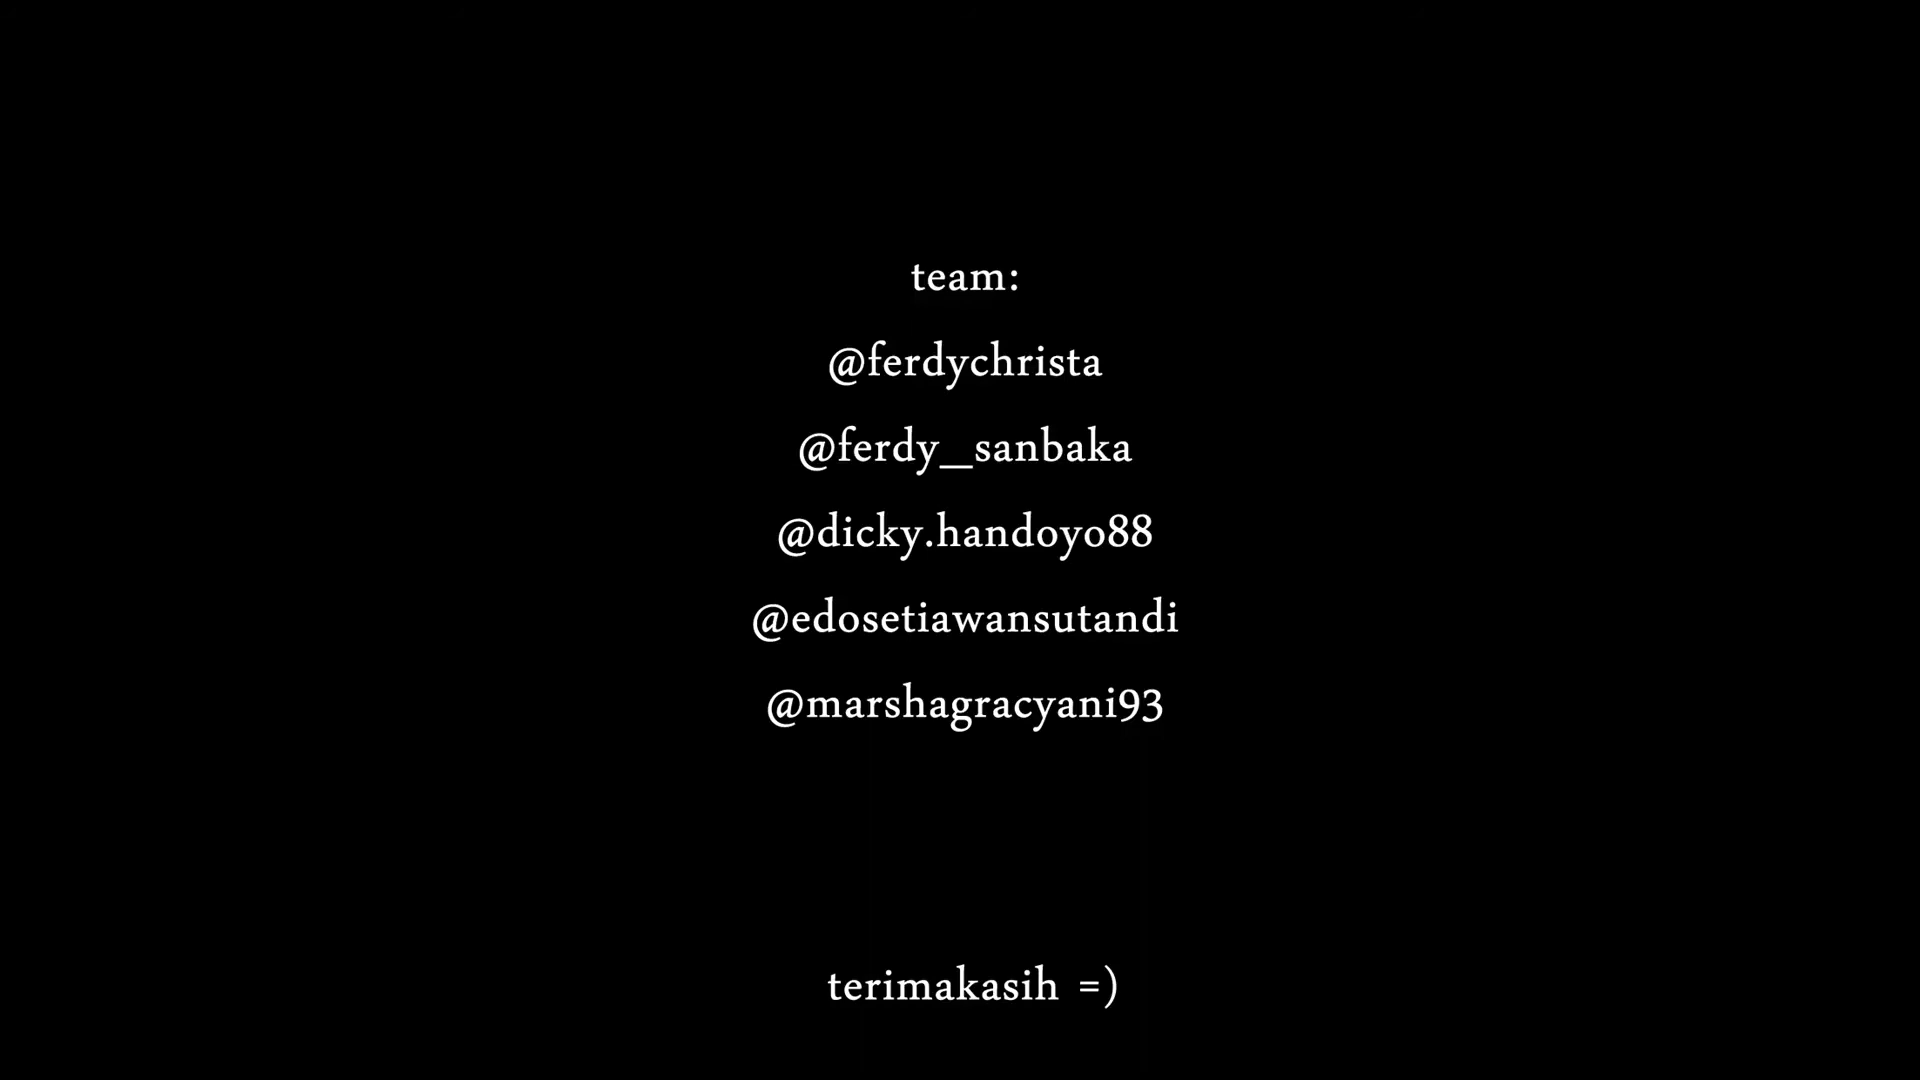 team:
@ferdychrista
@ferdy_sanbaka
@dicky.handoyo88
@edosetiawansutandi
@marshagracyani93
terimakasih =)